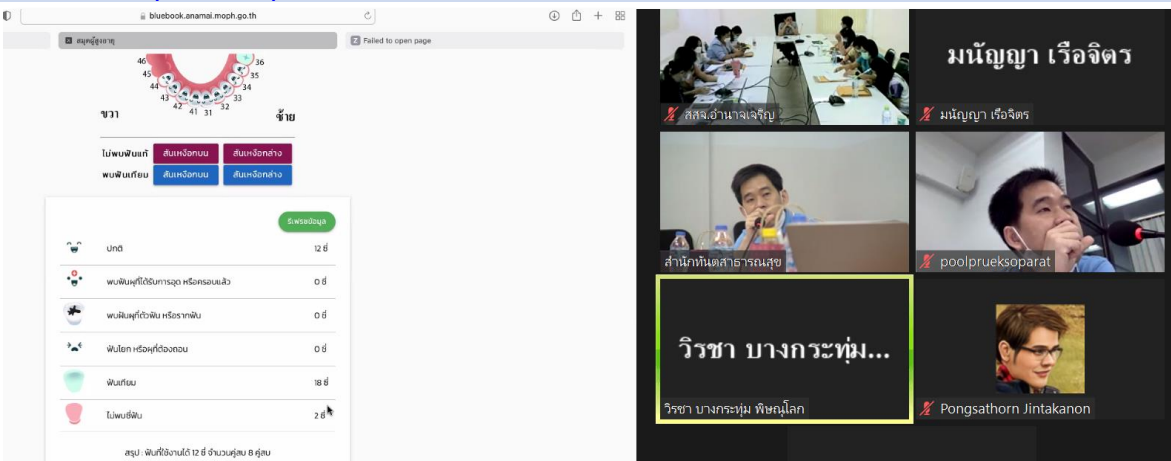 bluebook.anamai.moph.go.th
สมุดผู้สูงอายุ
Failed to open page
46
36
45
35
44
34
43
33
42
41
31
32
ขวา
ซ้าย
ไม่พบฟันแท้ สันเหงือกบน สันเหงือกล่าง
พบฟันเทียม สันเหงือกบน สันเหงือกล่าง
รีเฟรชข้อมูล
ปกติ 12 ซี่
พบฟันผุที่ได้รับการอุด หรือครอบแล้ว 0 ซี่
พบฟันผุที่ตัวฟัน หรือรากฟัน 0 ซี่
ฟันโยก หรือผุที่ต้องถอน 0 ซี่
ฟันเทียม 18 ซี่
ไม่พบซี่ฟัน 2 ซี่
สรุป : ฟันที่ใช้งานได้ 12 ซี่ จำนวนคู่สบ 8 คู่สบ
สสจ.อำนาจเจริญ
มนัญญา เรือจิตร
มนัญญา เรือจิตร
สำนักทันตสาธารณสุข
poolprueksoparat
วิรชา บางกระทุ่ม...
วิรชา บางกระทุ่ม พิษณุโลก
Pongsathorn Jintakanon